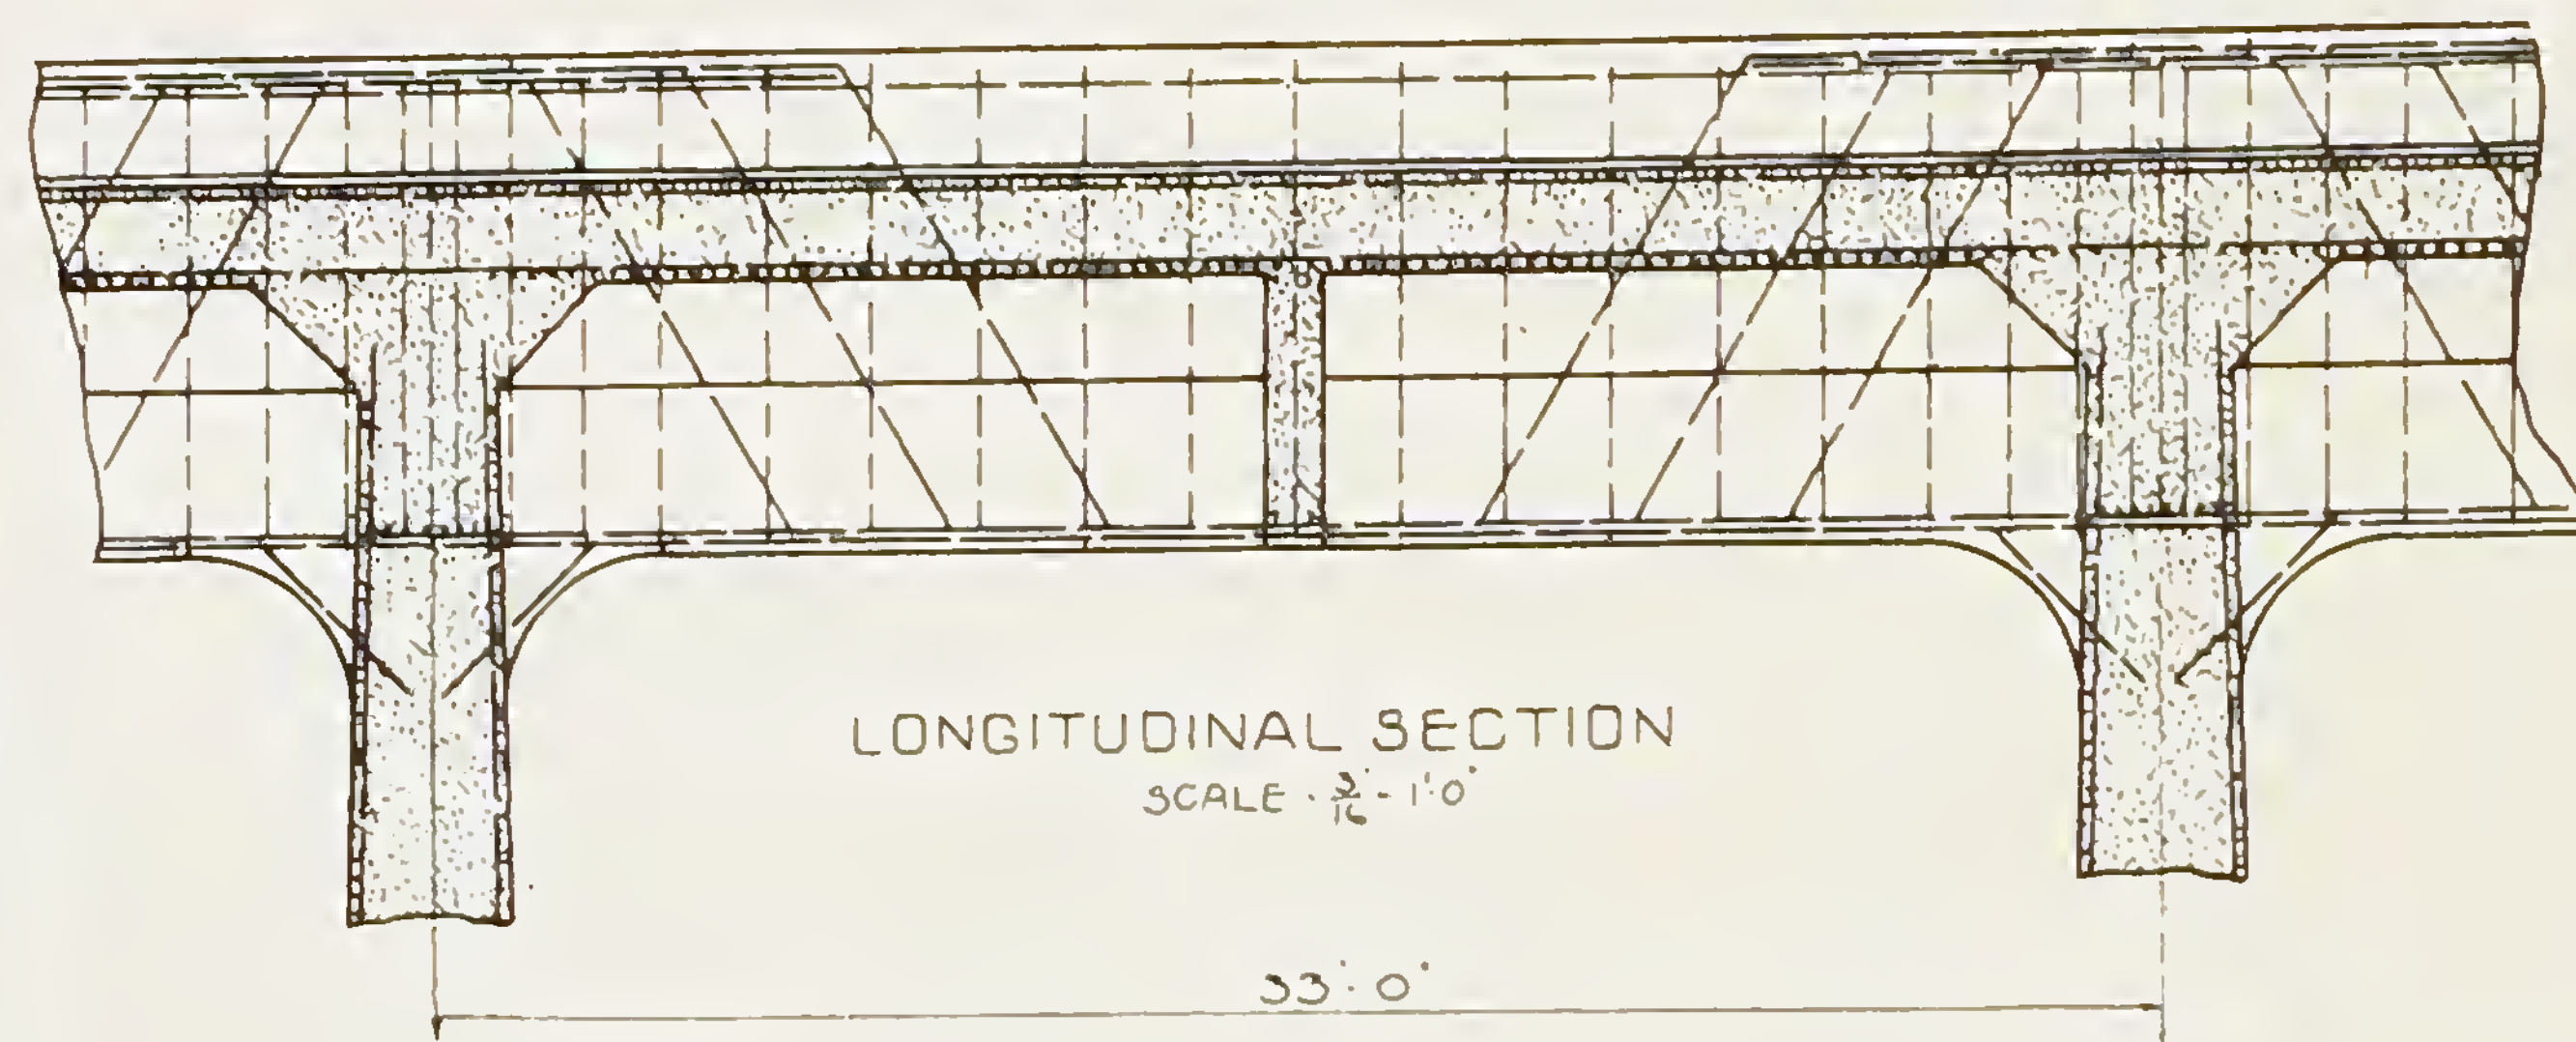 LONGITUDINAL SECTION
SCALE · 3/16" - 1'·0"
33'·0"